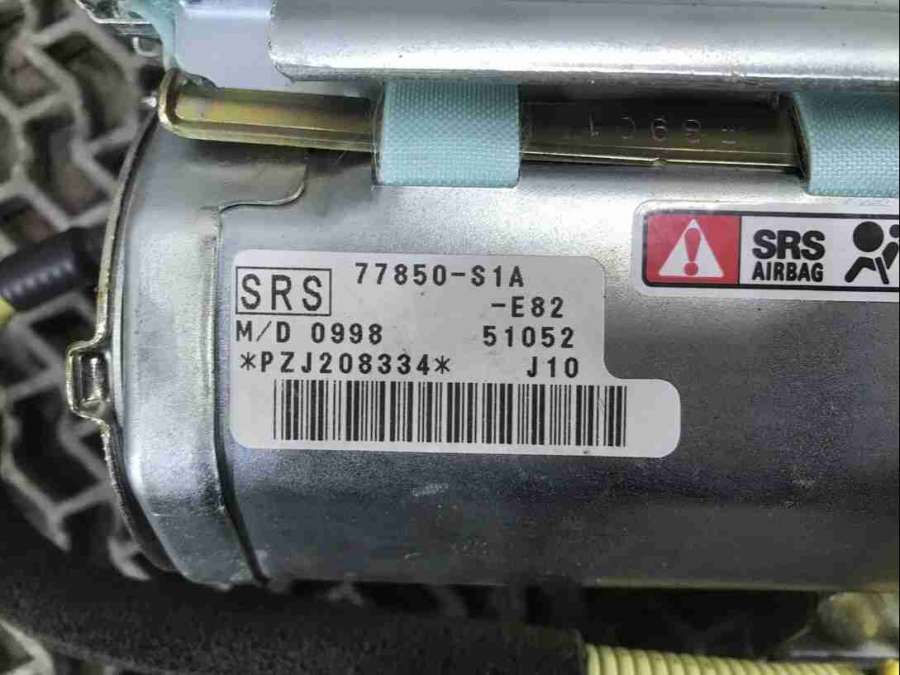 SRS 77850-S1A
-E82
M/D 0998 51052
*PZJ208334* J10
SRS
AIRBAG